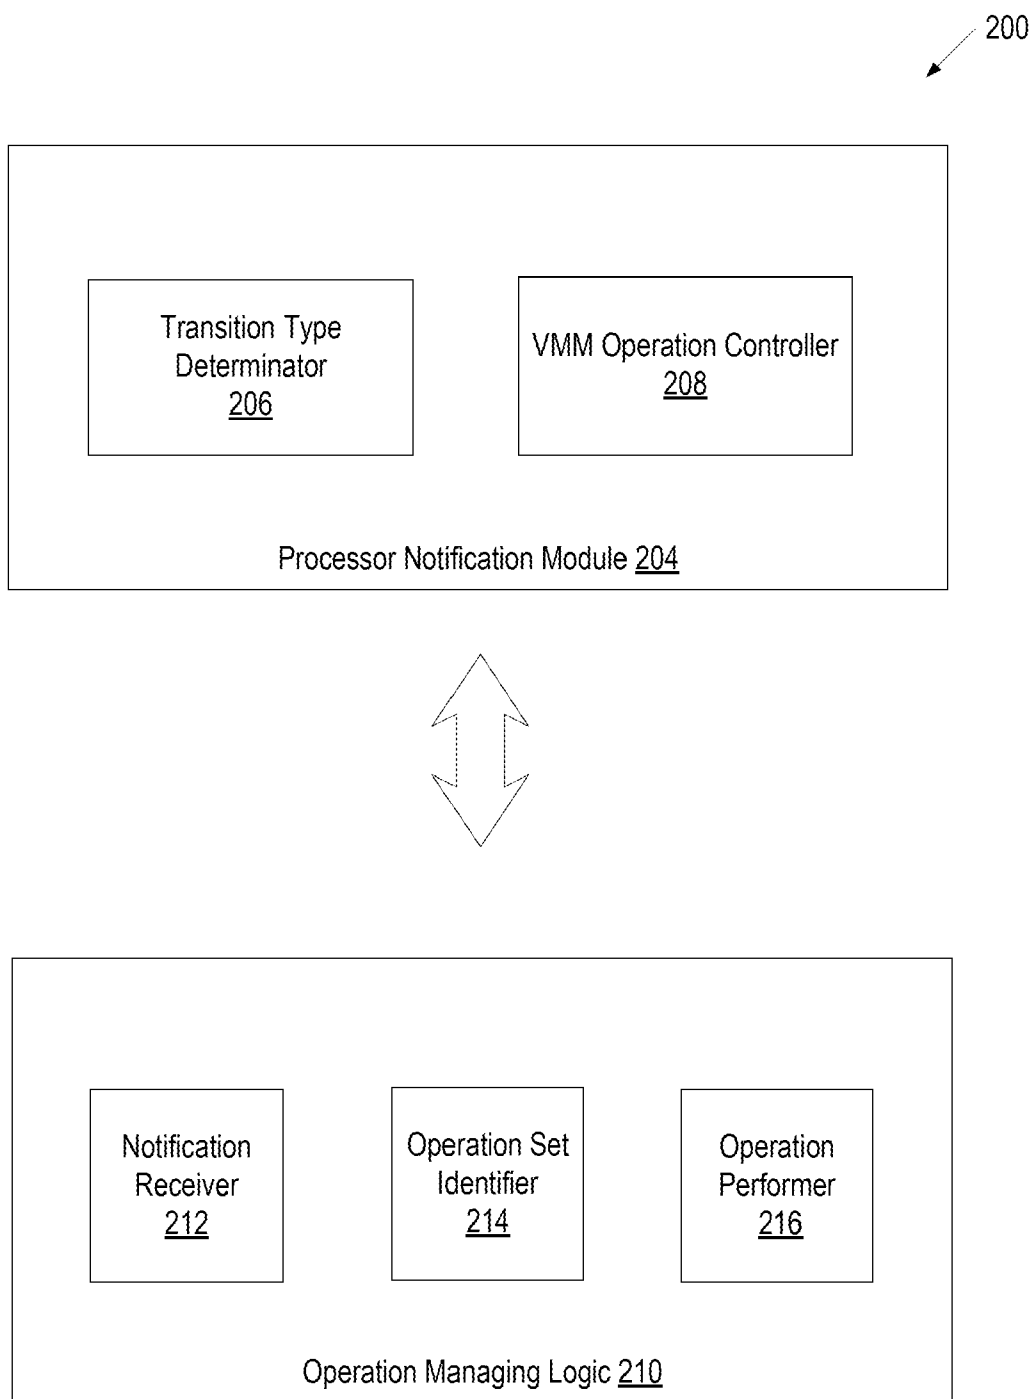 200
Transition Type
Determinator
206
VMM Operation Controller
208
Processor Notification Module 204
Notification
Receiver
212
Operation Set
Identifier
214
Operation
Performer
216
Operation Managing Logic 210